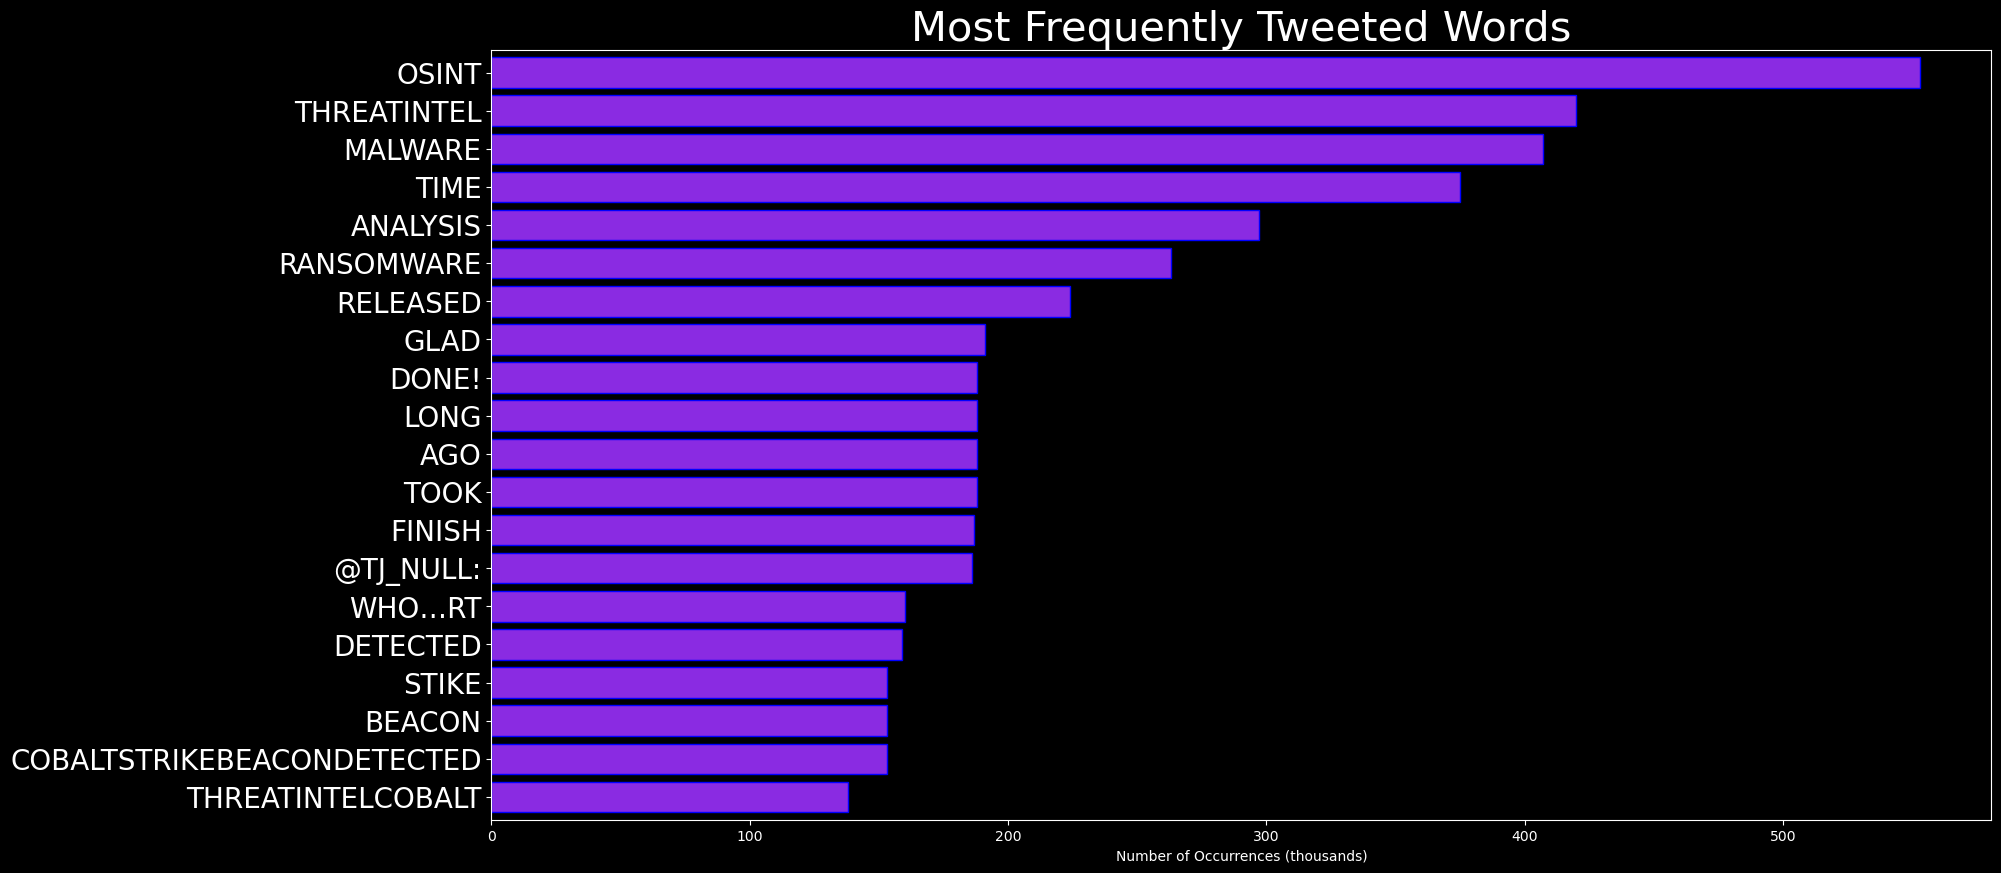 Most Frequently Tweeted Words
OSINT
THREATINTEL
MALWARE
TIME
ANALYSIS
RANSOMWARE
RELEASED
GLAD
DONE!
LONG
AGO
TOOK
FINISH
@TJ_NULL:
WHO…RT
DETECTED
STIKE
BEACON
COBALTSTRIKEBEACONDETECTED
THREATINTELCOBALT
0 100 200 300 400 500
Number of Occurrences (thousands)